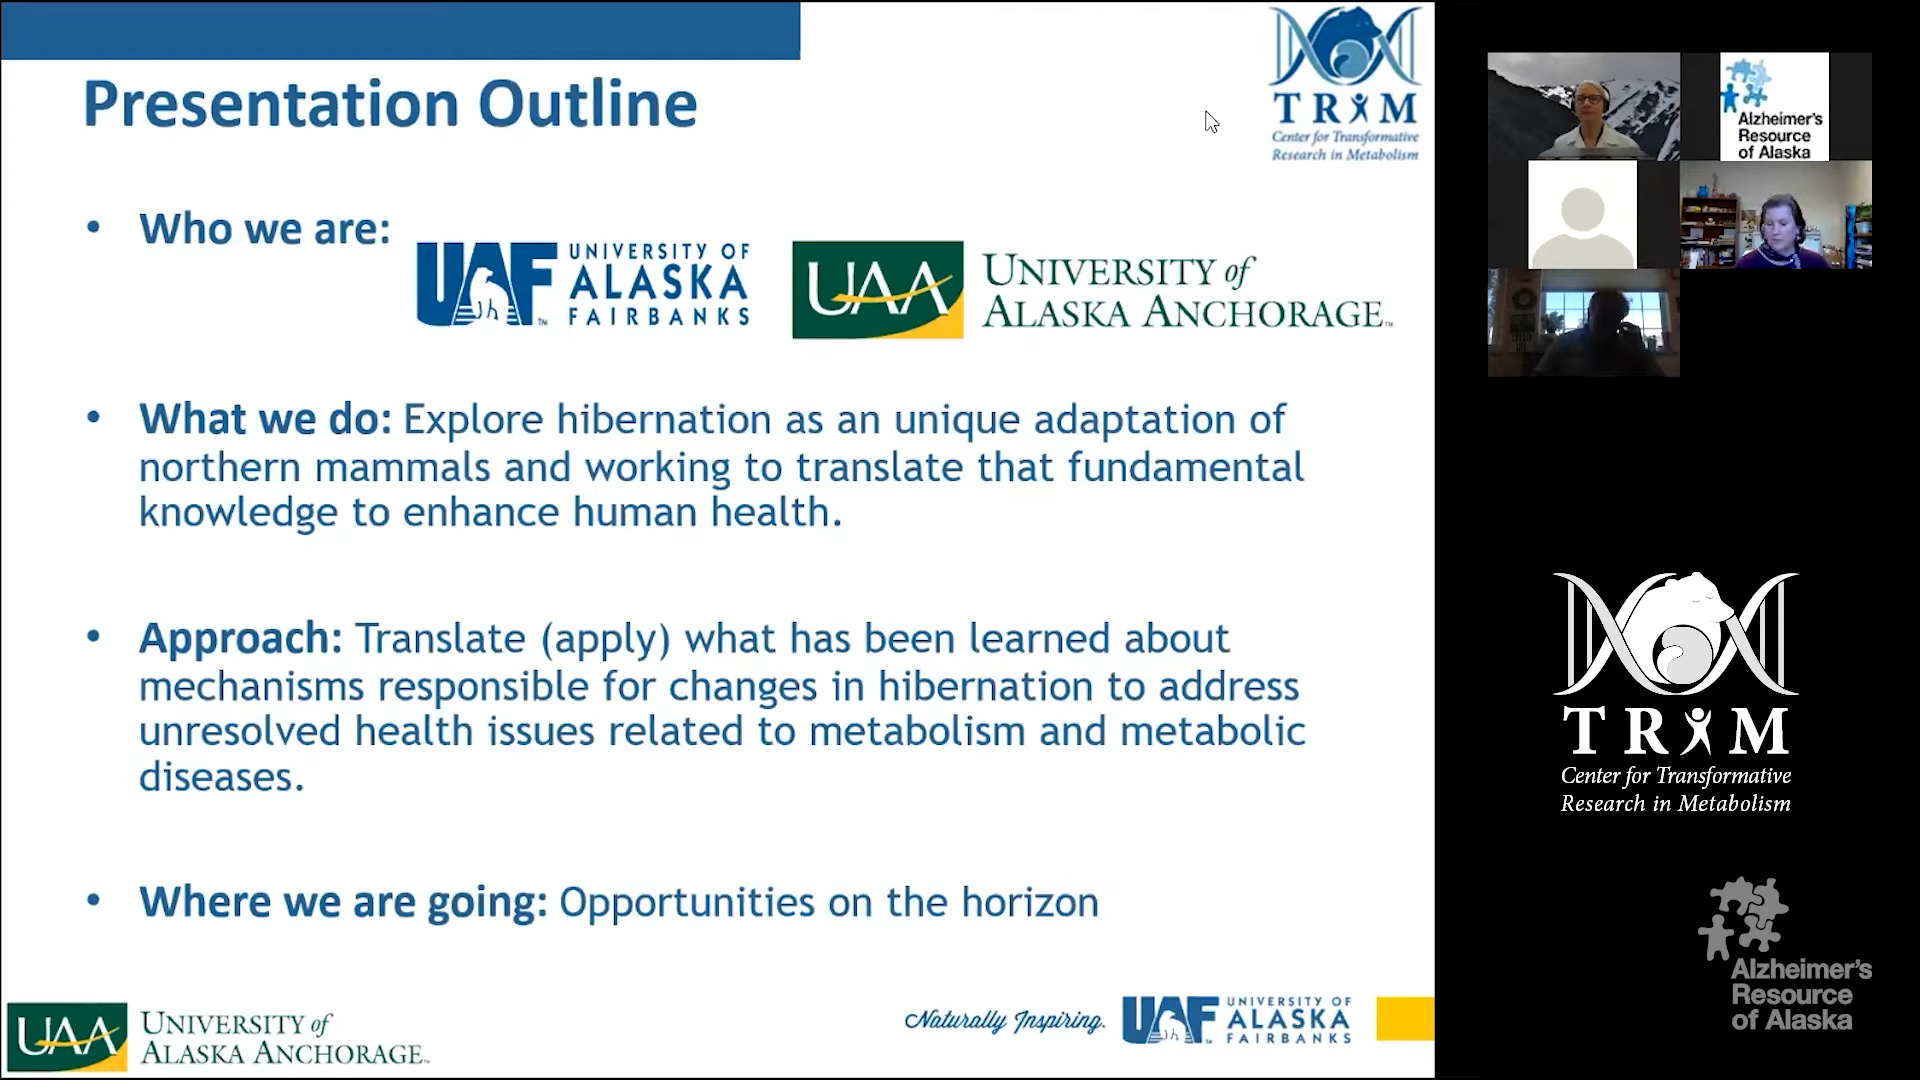 Presentation Outline
TRIM
Center for Transformative
Research in Metabolism
• Who we are:
UAF UNIVERSITY OF
ALASKA
FAIRBANKS
UAA UNIVERSITY of
ALASKA ANCHORAGE™
• What we do: Explore hibernation as an unique adaptation of
northern mammals and working to translate that fundamental
knowledge to enhance human health.
• Approach: Translate (apply) what has been learned about
mechanisms responsible for changes in hibernation to address
unresolved health issues related to metabolism and metabolic
diseases.
• Where we are going: Opportunities on the horizon
UAA UNIVERSITY of
ALASKA ANCHORAGE™
Naturally Inspiring.
UAF UNIVERSITY OF
ALASKA
FAIRBANKS
Alzheimer's
Resource
of Alaska
TRIM
Center for Transformative
Research in Metabolism
Alzheimer's
Resource
of Alaska